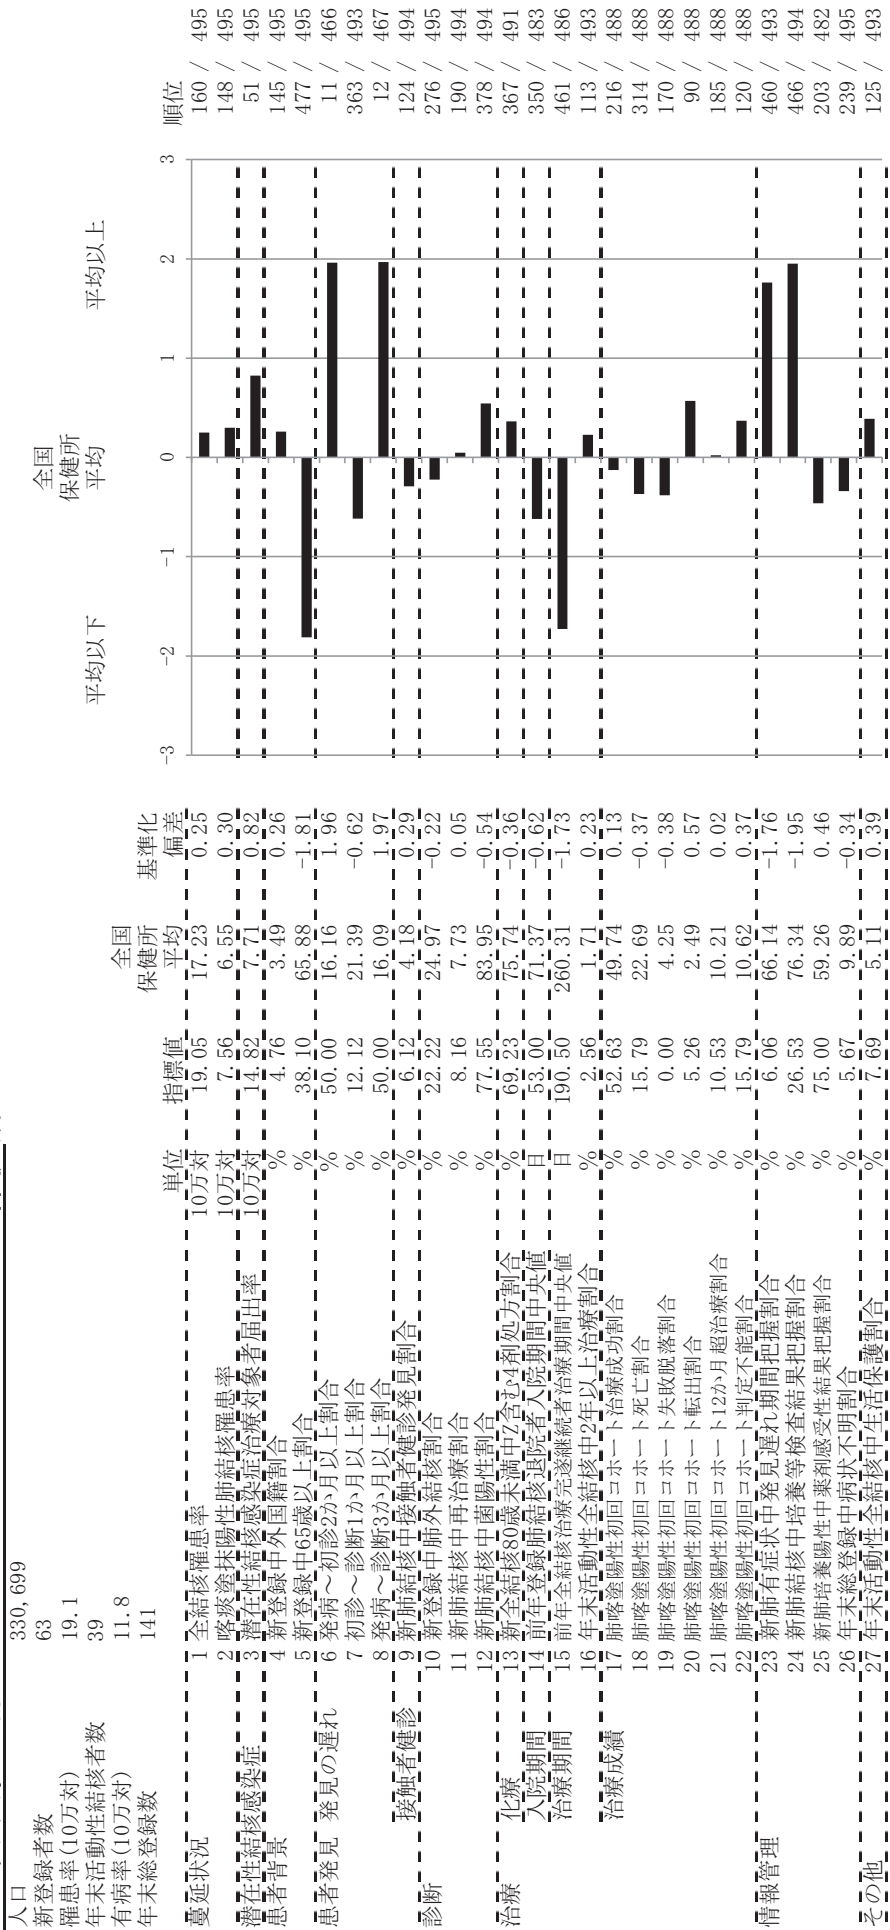 人口 330,699
新登録者数 63
罹患率(10万対) 19.1
年末活動性結核者数 39
有病率(10万対) 11.8
年末総登録数 141
単位 指標値 全国保健所平均 基準化偏差 平均以下 全国保健所平均 平均以上 順位
-3 -2 -1 0 1 2 3
蔓延状況 1 全結核罹患率 10万対 19.05 17.23 0.25 160 / 495
2 喀痰塗抹陽性肺結核罹患率 10万対 7.56 6.55 0.30 148 / 495
潜在性結核感染症 3 潜在性結核感染症治療対象者届出率 10万対 14.82 7.71 0.82 51 / 495
患者背景 4 新登録中外国籍割合 % 4.76 3.49 0.26 145 / 495
5 新登録中65歳以上割合 % 38.10 65.88 -1.81 477 / 495
患者発見 発見の遅れ 6 発病～初診2か月以上割合 % 50.00 16.16 1.96 11 / 466
7 初診～診断1か月以上割合 % 12.12 21.39 -0.62 363 / 493
8 発病～診断3か月以上割合 % 50.00 16.09 1.97 12 / 467
接触者健診 9 新肺結核中接触者健診発見割合 % 6.12 4.18 0.29 124 / 494
診断 10 新登録中肺外結核割合 % 22.22 24.97 -0.22 276 / 495
11 新肺結核中再治療割合 % 8.16 7.73 0.05 190 / 494
12 新肺結核中菌陽性割合 % 77.55 83.95 -0.54 378 / 494
治療 化療 13 新全結核80歳未満中Z含む4剤処方割合 % 69.23 75.74 -0.36 367 / 491
入院期間 14 前年登録肺結核退院者入院期間中央値 日 53.00 71.37 -0.62 350 / 483
治療期間 15 前年全結核治療完遂継続者治療期間中央値 日 190.50 260.31 -1.73 461 / 486
16 年末活動性全結核中2年以上治療割合 % 2.56 1.71 0.23 113 / 493
治療成績 17 肺喀塗陽性初回コホート治療成功割合 % 52.63 49.74 0.13 216 / 488
18 肺喀塗陽性初回コホート死亡割合 % 15.79 22.69 -0.37 314 / 488
19 肺喀塗陽性初回コホート失敗脱落割合 % 0.00 4.25 -0.38 170 / 488
20 肺喀塗陽性初回コホート転出割合 % 5.26 2.49 0.57 90 / 488
21 肺喀塗陽性初回コホート12か月超治療割合 % 10.53 10.21 0.02 185 / 488
22 肺喀塗陽性初回コホート判定不能割合 % 15.79 10.62 0.37 120 / 488
情報管理 23 新肺有症状中発見遅れ期間把握割合 % 6.06 66.14 -1.76 460 / 493
24 新肺結核中培養等検査結果把握割合 % 26.53 76.34 -1.95 466 / 494
25 新肺培養陽性中薬剤感受性結果把握割合 % 75.00 59.26 0.46 203 / 482
26 年末総登録中病状不明割合 % 5.67 9.89 -0.34 239 / 495
その他 27 年末活動性全結核中生活保護割合 % 7.69 5.11 0.39 125 / 493